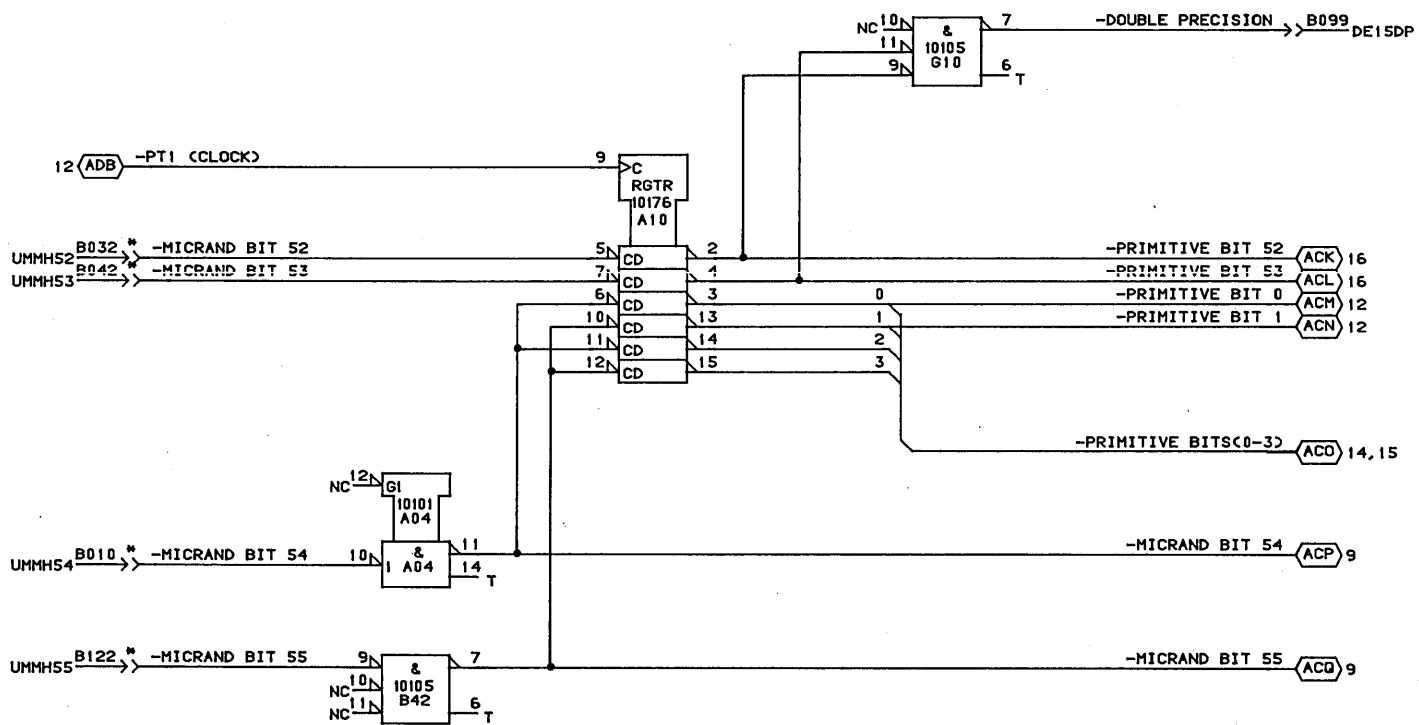 NC 10 & 7 -DOUBLE PRECISION B099 DE15DP
11 10105
9 G10 6 T
12 ADB -PT1 (CLOCK) 9 C
RGTR
10176
A10
UMMH52 B032 * -MICRAND BIT 52 5 CD 2 -PRIMITIVE BIT 52 ACK 16
UMMH53 B042 * -MICRAND BIT 53 7 CD 4 -PRIMITIVE BIT 53 ACL 16
6 CD 3 0 -PRIMITIVE BIT 0 ACM 12
10 CD 13 1 -PRIMITIVE BIT 1 ACN 12
11 CD 14 2
12 CD 15 3
-PRIMITIVE BITS(0-3) ACO 14,15
NC 12 G1
10101
A04
UMMH54 B010 * -MICRAND BIT 54 10 & 11 -MICRAND BIT 54 ACP 9
1 A04 14 T
UMMH55 B122 * -MICRAND BIT 55 9 & 7 -MICRAND BIT 55 ACQ 9
NC 10 10105
NC 11 B42 6 T